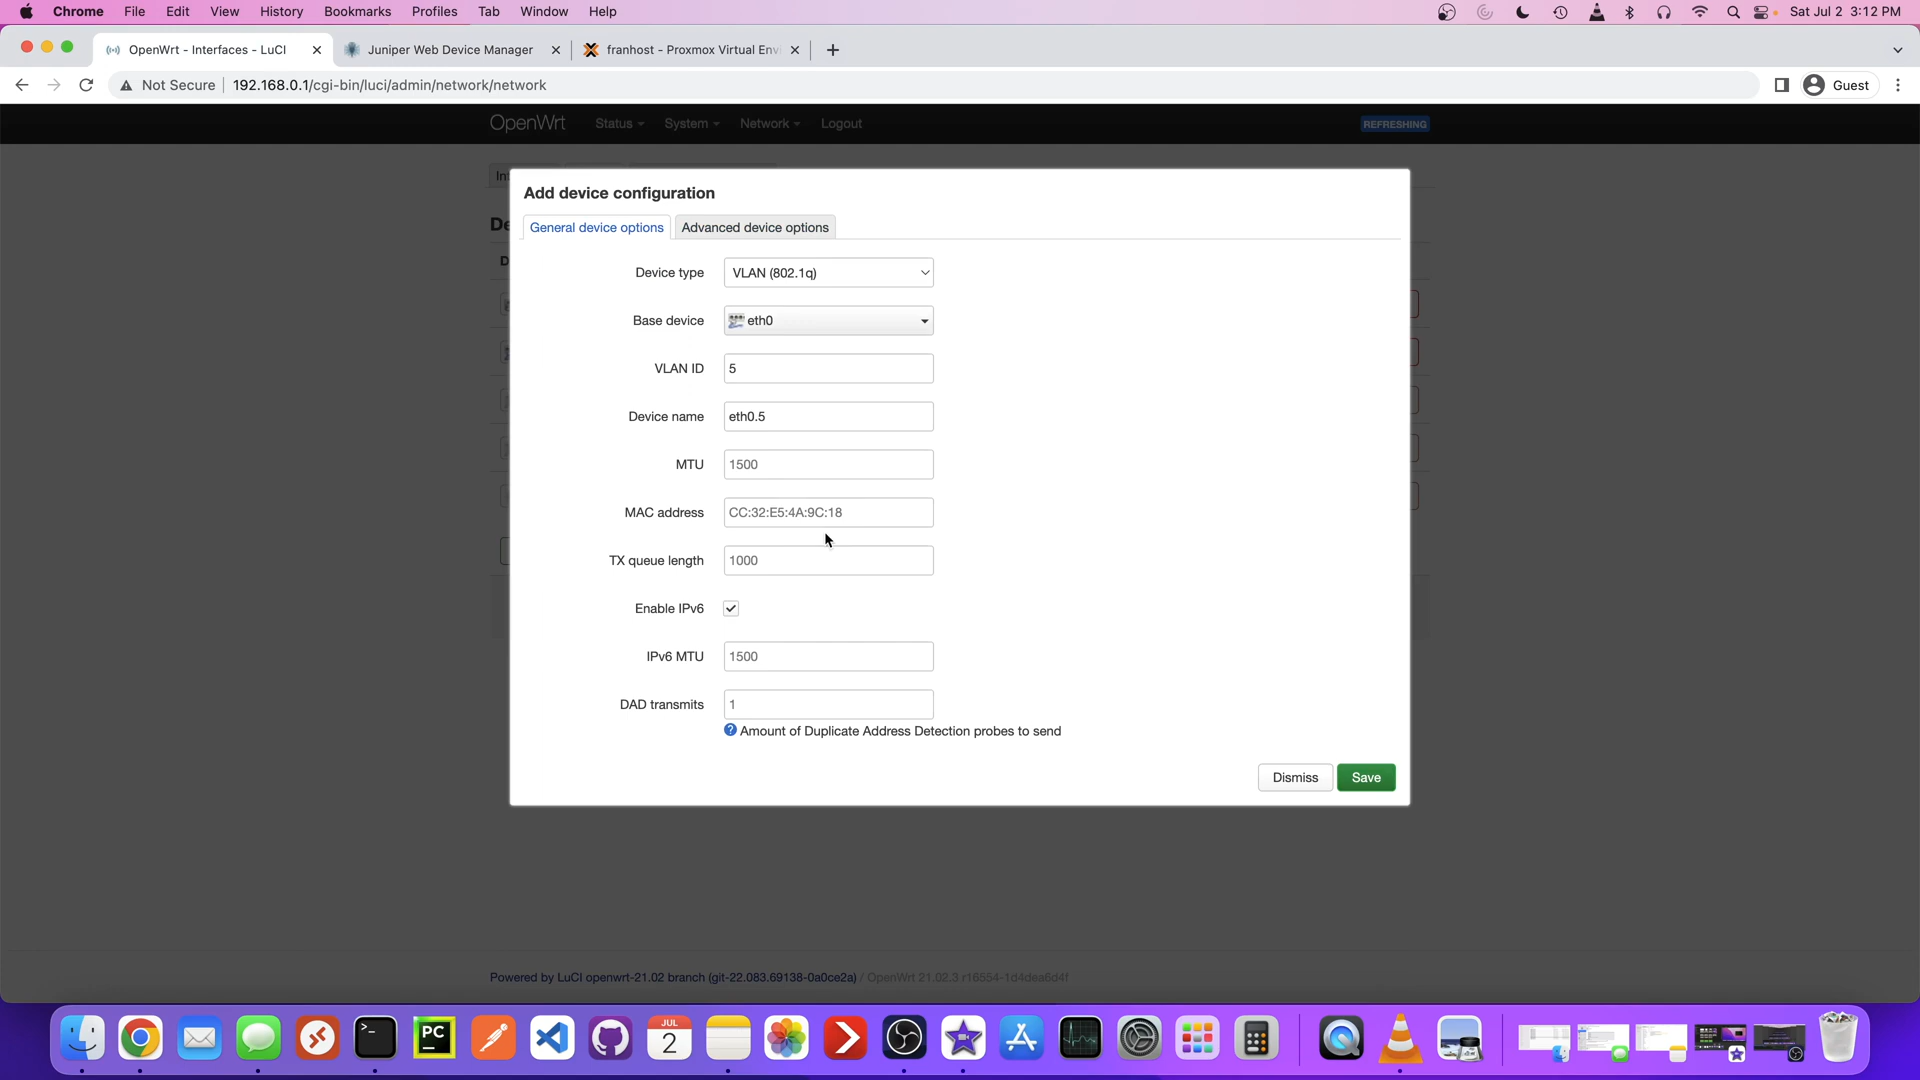 Chrome File Edit View History Bookmarks Profiles Tab Window Help Sat Jul 2 3:12 PM
OpenWrt - Interfaces - LuCI Juniper Web Device Manager franhost - Proxmox Virtual Env
Not Secure 192.168.0.1/cgi-bin/luci/admin/network/network Guest
OpenWrt Status System Network Logout REFRESHING
Add device configuration
General device options Advanced device options
Device type VLAN (802.1q)
Base device eth0
VLAN ID 5
Device name eth0.5
MTU 1500
MAC address CC:32:E5:4A:9C:18
TX queue length 1000
Enable IPv6
IPv6 MTU 1500
DAD transmits 1
Amount of Duplicate Address Detection probes to send
Dismiss Save
Powered by LuCI openwrt-21.02 branch (git-22.083.69138-0a0ce2a) / OpenWrt 21.02.3 r16554-1d4dea6d4f
JUL
2
PC